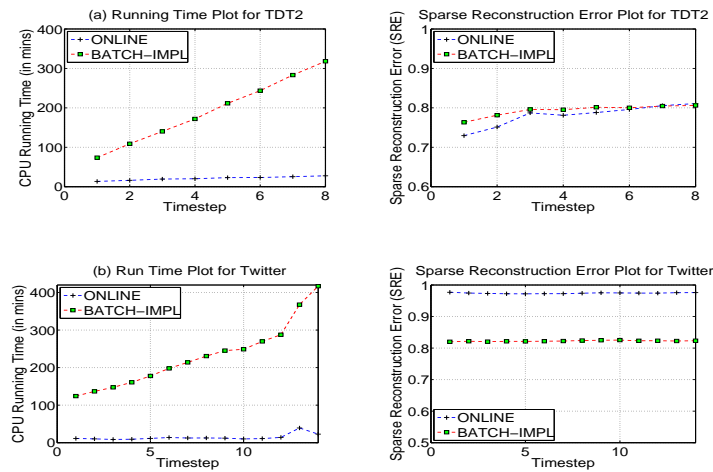 (a) Running Time Plot for TDT2
CPU Running Time (in mins)
400
300
200
100
0
0 2 4 6 8
Timestep
ONLINE
BATCH-IMPL
Sparse Reconstruction Error Plot for TDT2
Sparse Reconstruction Error (SRE)
1
0.9
0.8
0.7
0.6
0 2 4 6 8
Timestep
ONLINE
BATCH-IMPL
(b) Run Time Plot for Twitter
CPU Running Time (in mins)
400
300
200
100
0
0 5 10
Timestep
ONLINE
BATCH-IMPL
Sparse Reconstruction Error Plot for Twitter
Sparse Reconstruction Error (SRE)
1
0.9
0.8
0.7
0.6
0.5
0 5 10
Timestep
ONLINE
BATCH-IMPL